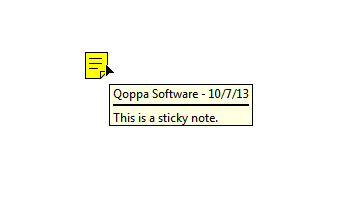 Qoppa Software - 10/7/13
This is a sticky note.